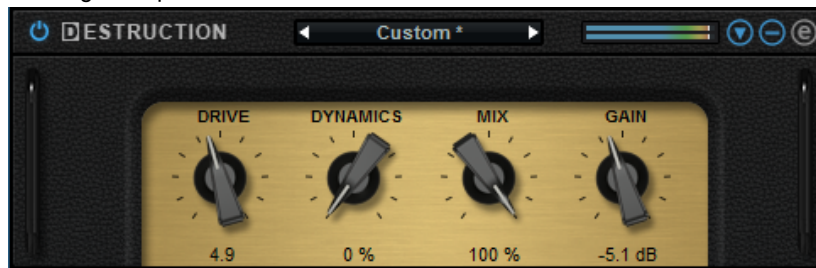 DESTRUCTION
Custom *
e
DRIVE DYNAMICS MIX GAIN
4.9 0 % 100 % -5.1 dB